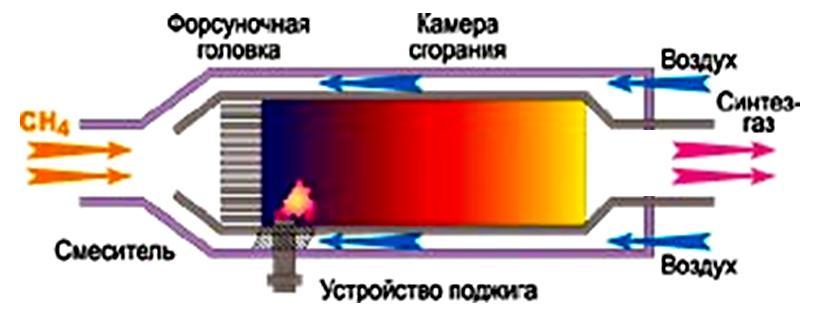 Форсуночная
головка
Камера
сгорания
Воздух
Синтез-
газ
CH4
Смеситель
Воздух
Устройство поджига